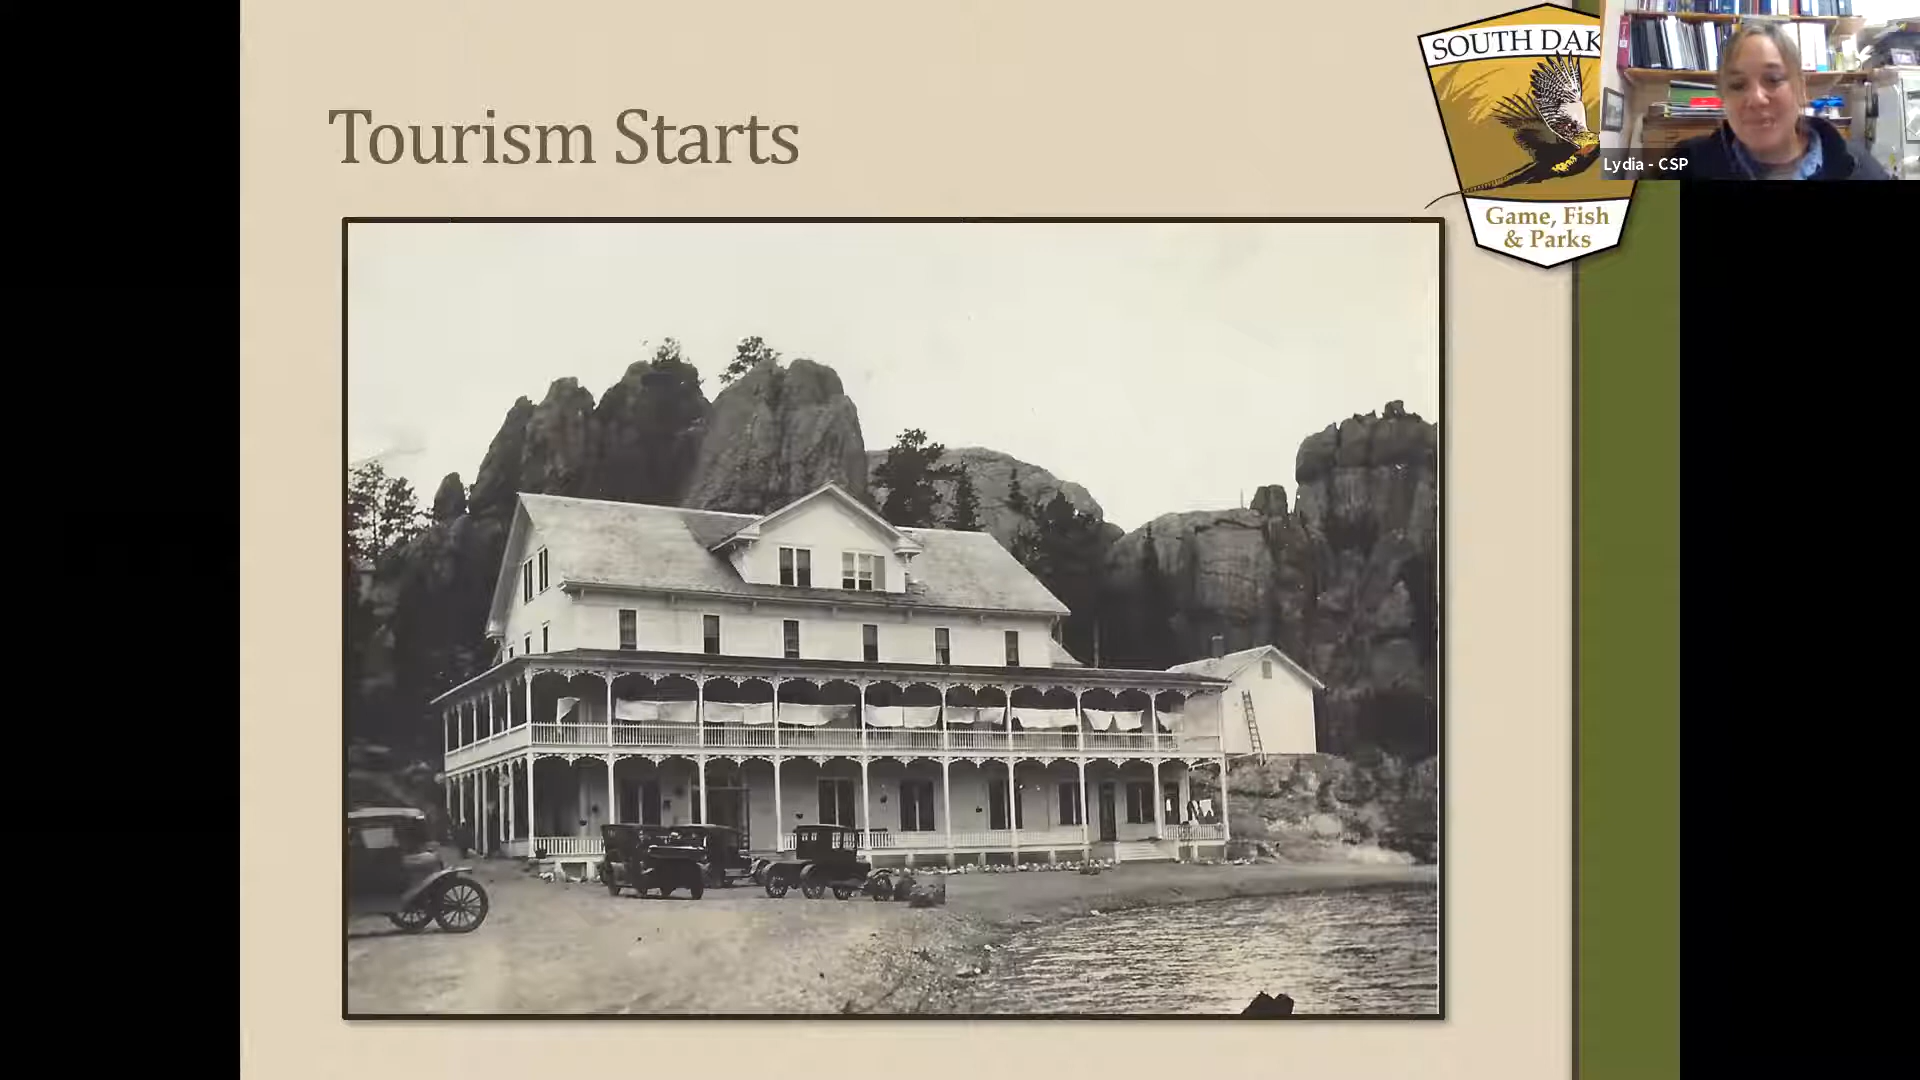 Tourism Starts
SOUTH DAK
Lydia - CSP
Game, Fish
& Parks